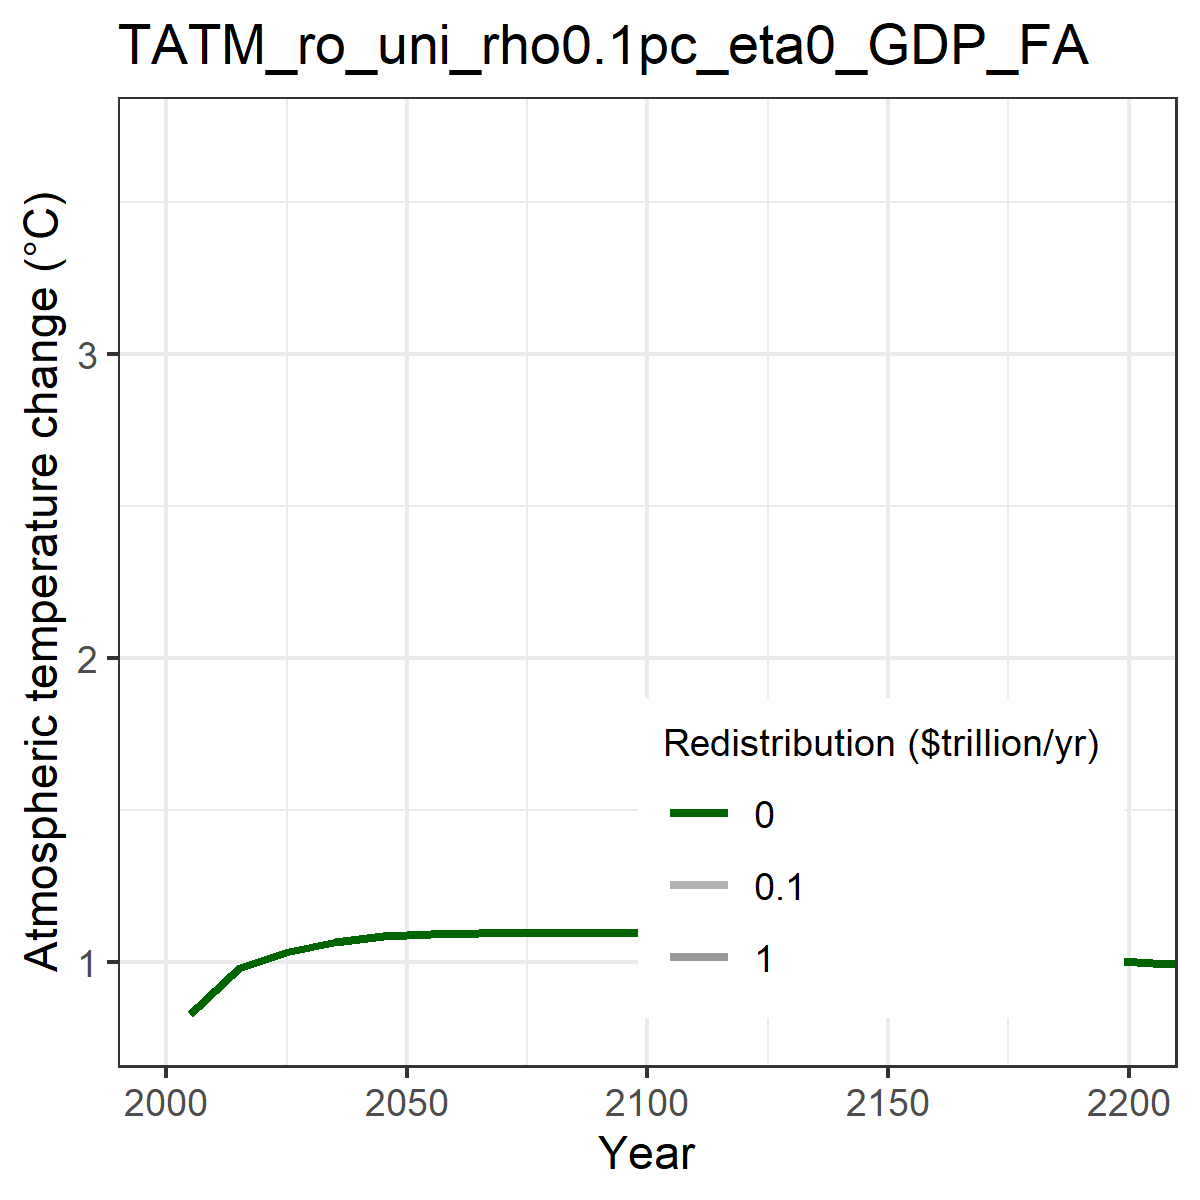 TATM_ro_uni_rho0.1pc_eta0_GDP_FA
Atmospheric temperature change (°C)
3
2
1
Redistribution ($trillion/yr)
0
0.1
1
2000 2050 2100 2150 2200
Year